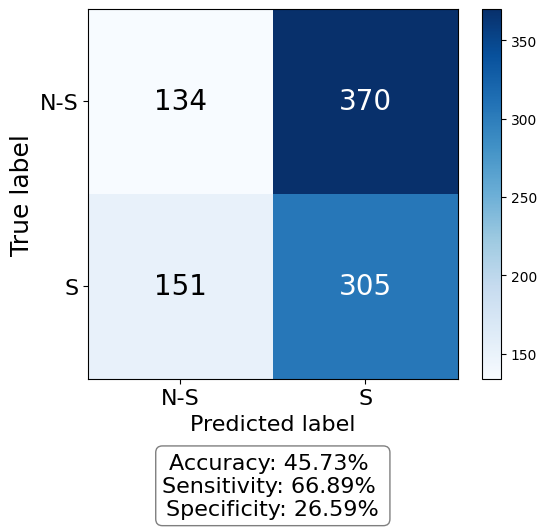 350
N-S 134 370
300
True label
250
200
S 151 305
150
N-S S
Predicted label
Accuracy: 45.73%
Sensitivity: 66.89%
Specificity: 26.59%